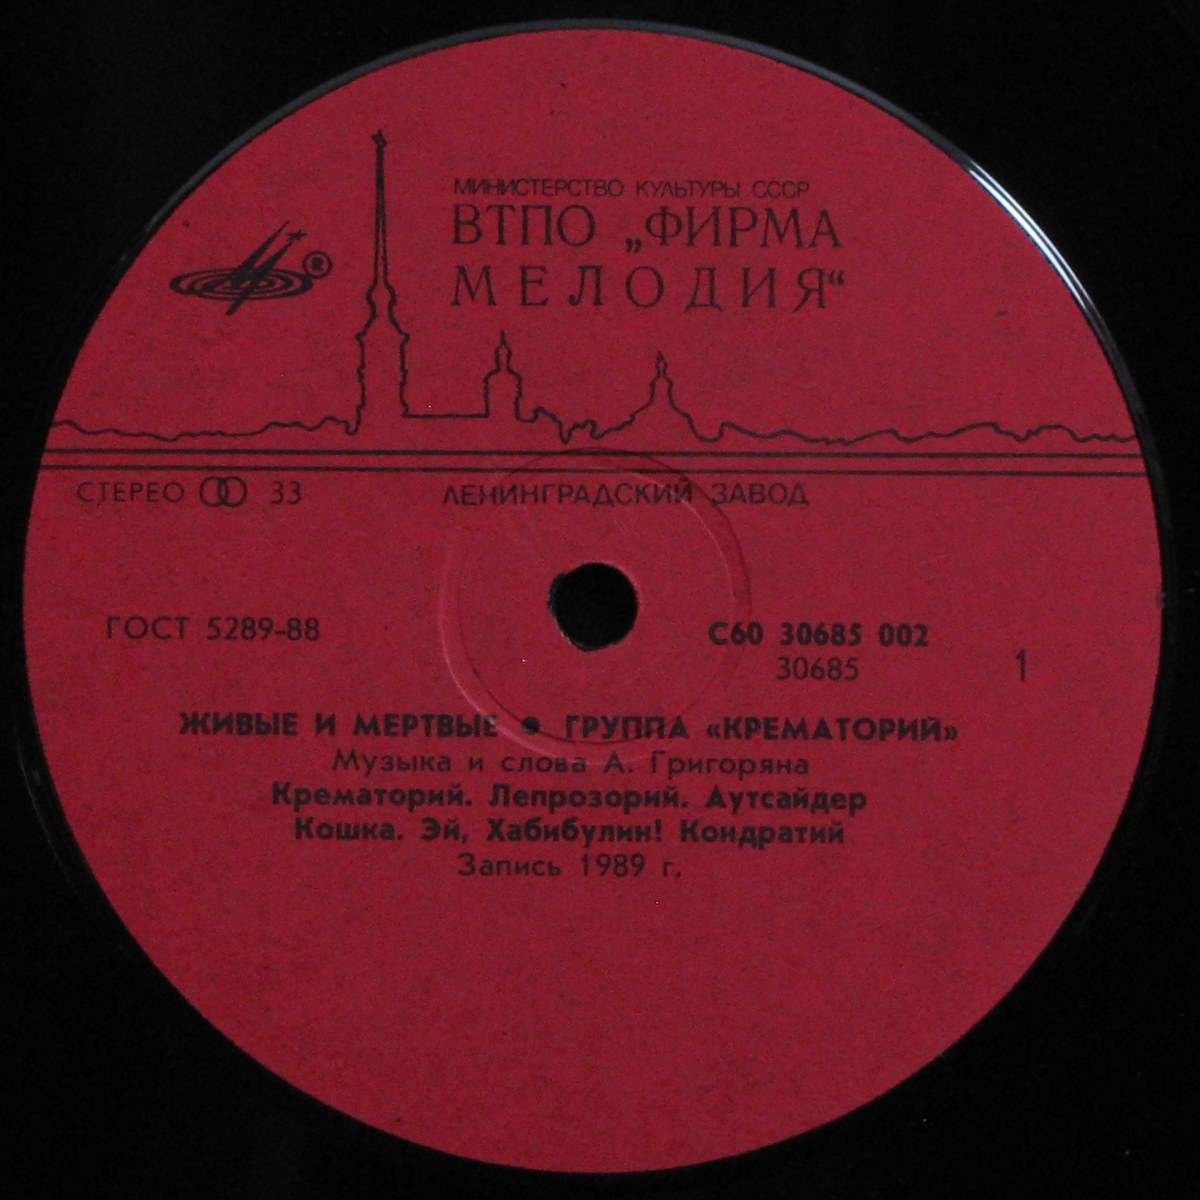 МИНИСТЕРСТВО КУЛЬТУРЫ СССР
ВТПО „ФИРМА
МЕЛОДИЯ“
®
СТЕРЕО 33
ЛЕНИНГРАДСКИЙ ЗАВОД
ГОСТ 5289-88
С60 30685 002
30685
1
ЖИВЫЕ И МЕРТВЫЕ ● ГРУППА «КРЕМАТОРИЙ»
Музыка и слова А. Григоряна
Крематорий. Лепрозорий. Аутсайдер
Кошка. Эй, Хабибулин! Кондратий
Запись 1989 г.